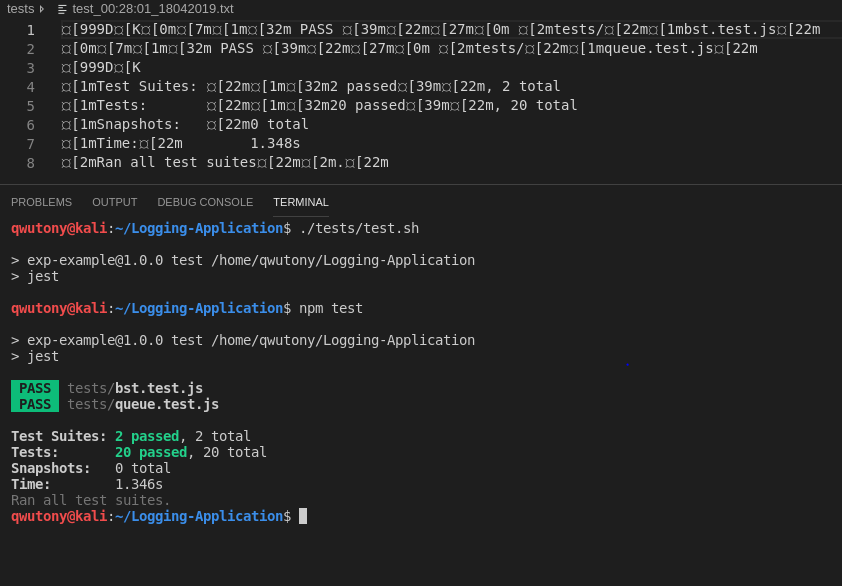 tests test_00:28:01_18042019.txt
1 ¤[999D¤[K¤[0m¤[7m¤[1m¤[32m PASS ¤[39m¤[22m¤[27m¤[0m ¤[2mtests/¤[22m¤[1mbst.test.js¤[22m
2 ¤[0m¤[7m¤[1m¤[32m PASS ¤[39m¤[22m¤[27m¤[0m ¤[2mtests/¤[22m¤[1mqueue.test.js¤[22m
3 ¤[999D¤[K
4 ¤[1mTest Suites: ¤[22m¤[1m¤[32m2 passed¤[39m¤[22m, 2 total
5 ¤[1mTests:       ¤[22m¤[1m¤[32m20 passed¤[39m¤[22m, 20 total
6 ¤[1mSnapshots:   ¤[22m0 total
7 ¤[1mTime:¤[22m        1.348s
8 ¤[2mRan all test suites¤[22m¤[2m.¤[22m
PROBLEMS OUTPUT DEBUG CONSOLE TERMINAL
qwutony@kali:~/Logging-Application$ ./tests/test.sh
> exp-example@1.0.0 test /home/qwutony/Logging-Application
> jest
qwutony@kali:~/Logging-Application$ npm test
> exp-example@1.0.0 test /home/qwutony/Logging-Application
> jest
PASS tests/bst.test.js
PASS tests/queue.test.js
Test Suites: 2 passed, 2 total
Tests:       20 passed, 20 total
Snapshots:   0 total
Time:        1.346s
Ran all test suites.
qwutony@kali:~/Logging-Application$